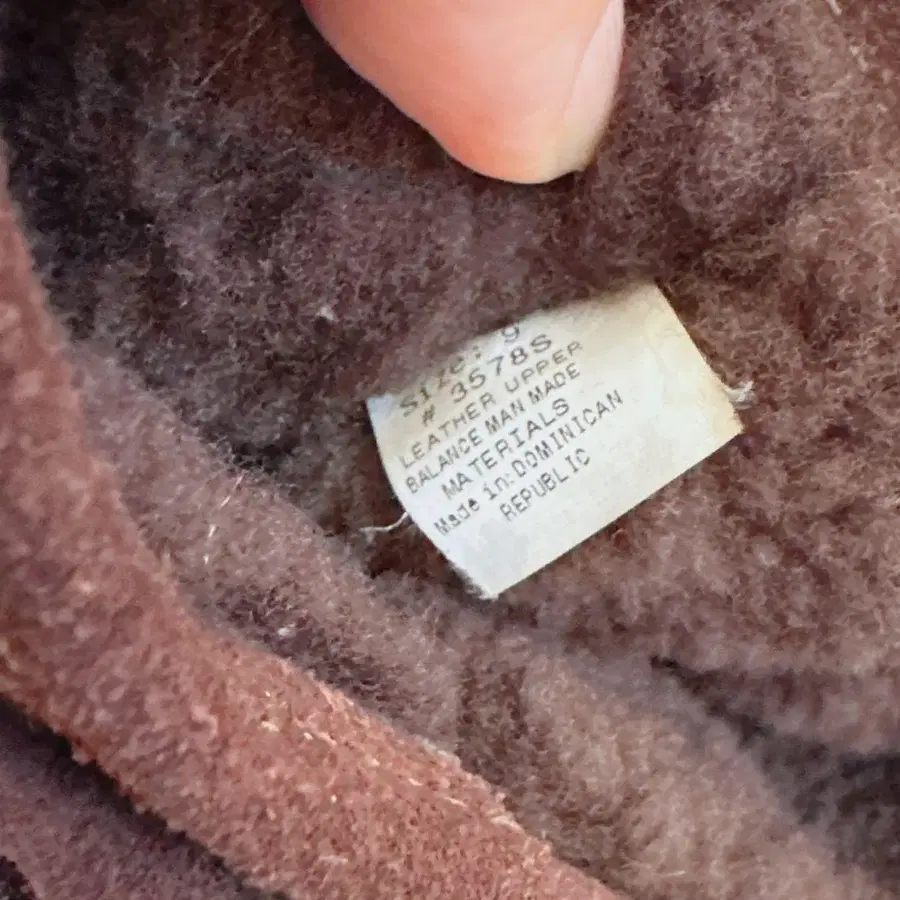 Size: 9
# 3578S
LEATHER UPPER
BALANCE MAN MADE
MATERIALS
Made in:DOMINICAN
REPUBLIC